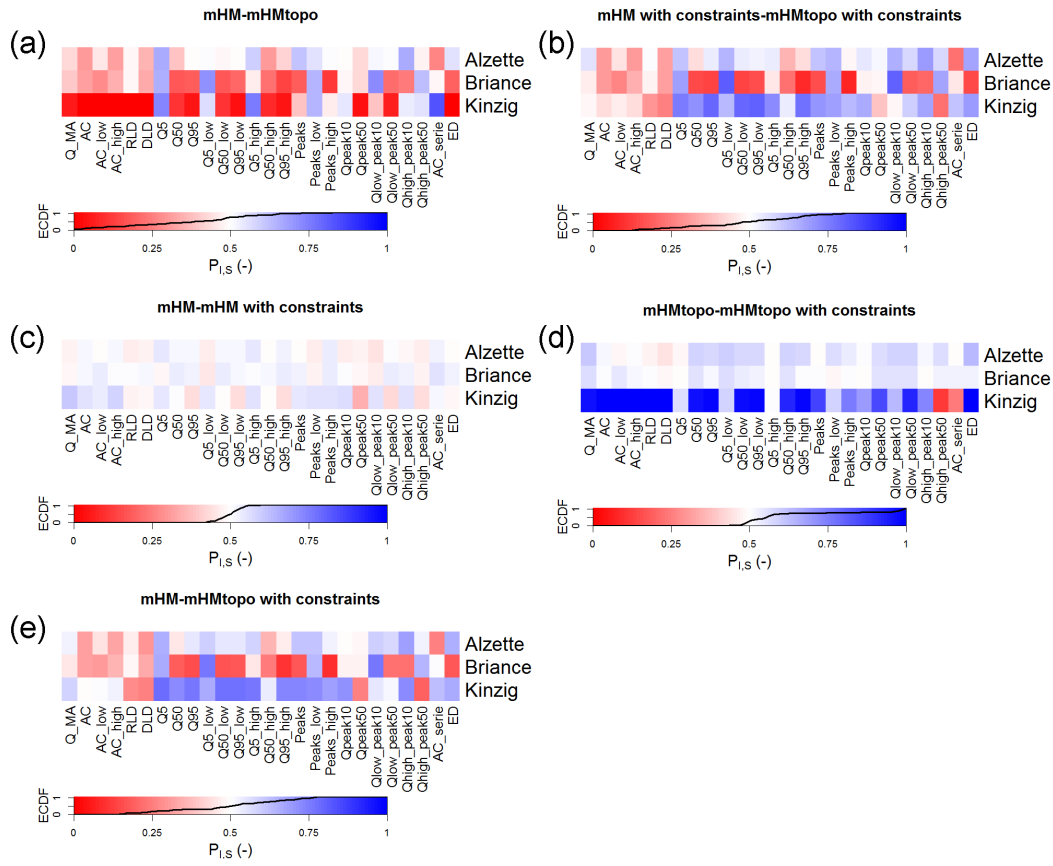 mHM-mHMtopo
(a)
Alzette
Briance
Kinzig
Q_MA
AC
AC_low
AC_high
RLD
DLD
Q5
Q50
Q95
Q5_low
Q50_low
Q95_low
Q5_high
Q50_high
Q95_high
Peaks
Peaks_low
Peaks_high
Qpeak10
Qpeak50
Qlow_peak10
Qlow_peak50
Qhigh_peak10
Qhigh_peak50
AC_serie
ED
ECDF
0 1
0 0.25 0.5 0.75 1
P I,S (-)
mHM with constraints-mHMtopo with constraints
(b)
Alzette
Briance
Kinzig
Q_MA
AC
AC_low
AC_high
RLD
DLD
Q5
Q50
Q95
Q5_low
Q50_low
Q95_low
Q5_high
Q50_high
Q95_high
Peaks
Peaks_low
Peaks_high
Qpeak10
Qpeak50
Qlow_peak10
Qlow_peak50
Qhigh_peak10
Qhigh_peak50
AC_serie
ED
ECDF
0 1
0 0.25 0.5 0.75 1
P I,S (-)
mHM-mHM with constraints
(c)
Alzette
Briance
Kinzig
Q_MA
AC
AC_low
AC_high
RLD
DLD
Q5
Q50
Q95
Q5_low
Q50_low
Q95_low
Q5_high
Q50_high
Q95_high
Peaks
Peaks_low
Peaks_high
Qpeak10
Qpeak50
Qlow_peak10
Qlow_peak50
Qhigh_peak10
Qhigh_peak50
AC_serie
ED
ECDF
0 1
0 0.25 0.5 0.75 1
P I,S (-)
mHMtopo-mHMtopo with constraints
(d)
Alzette
Briance
Kinzig
Q_MA
AC
AC_low
AC_high
RLD
DLD
Q5
Q50
Q95
Q5_low
Q50_low
Q95_low
Q5_high
Q50_high
Q95_high
Peaks
Peaks_low
Peaks_high
Qpeak10
Qpeak50
Qlow_peak10
Qlow_peak50
Qhigh_peak10
Qhigh_peak50
AC_serie
ED
ECDF
0 1
0 0.25 0.5 0.75 1
P I,S (-)
mHM-mHMtopo with constraints
(e)
Alzette
Briance
Kinzig
Q_MA
AC
AC_low
AC_high
RLD
DLD
Q5
Q50
Q95
Q5_low
Q50_low
Q95_low
Q5_high
Q50_high
Q95_high
Peaks
Peaks_low
Peaks_high
Qpeak10
Qpeak50
Qlow_peak10
Qlow_peak50
Qhigh_peak10
Qhigh_peak50
AC_serie
ED
ECDF
0 1
0 0.25 0.5 0.75 1
P I,S (-)